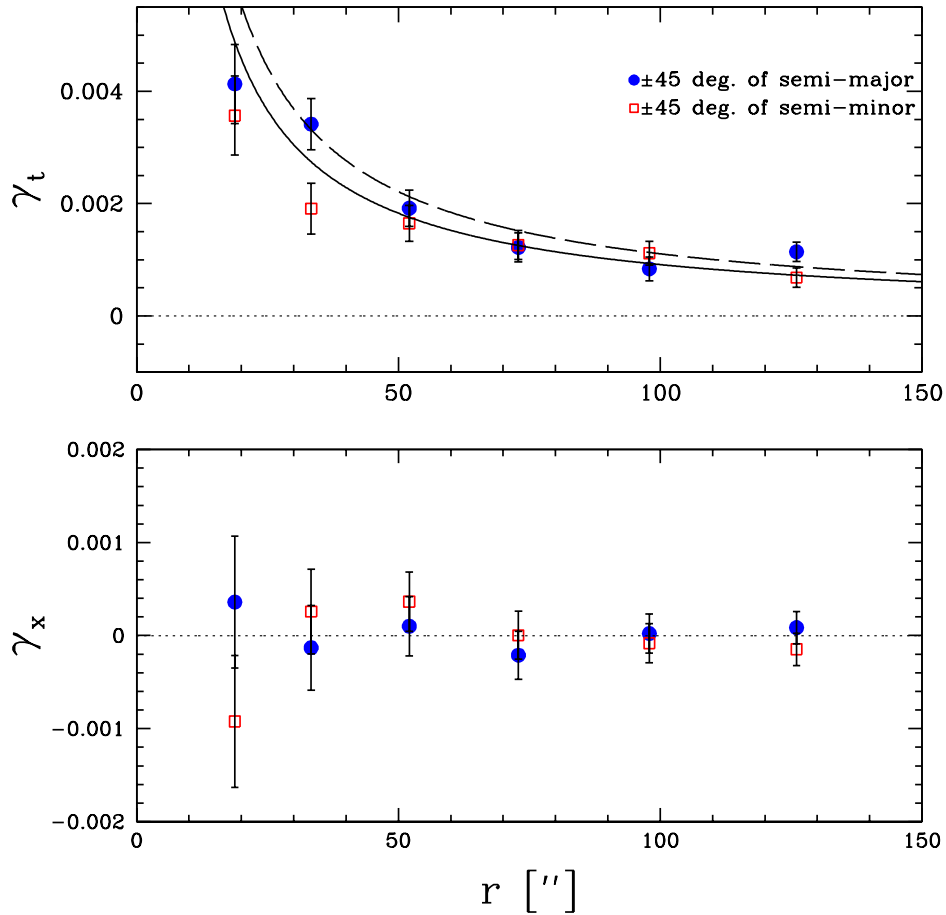 0.004
0.002
0
γt
±45 deg. of semi-major
±45 deg. of semi-minor
0 50 100 150
0.002
0.001
0
−0.001
−0.002
γx
0 50 100 150
r [″]